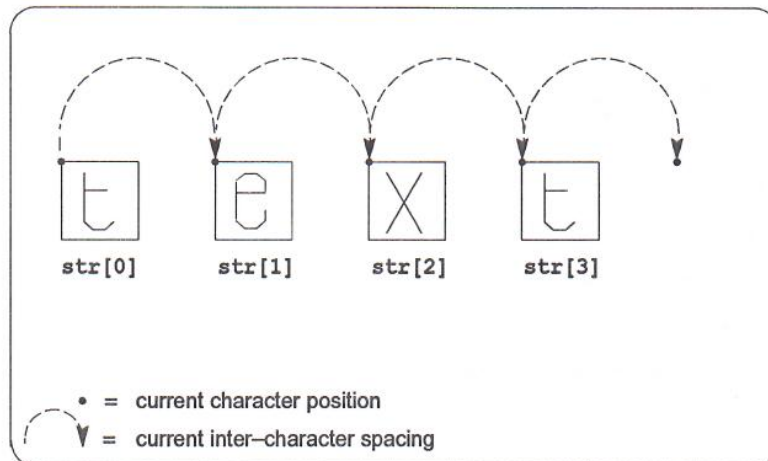 t e x t
str[0] str[1] str[2] str[3]
• = current character position
= current inter–character spacing